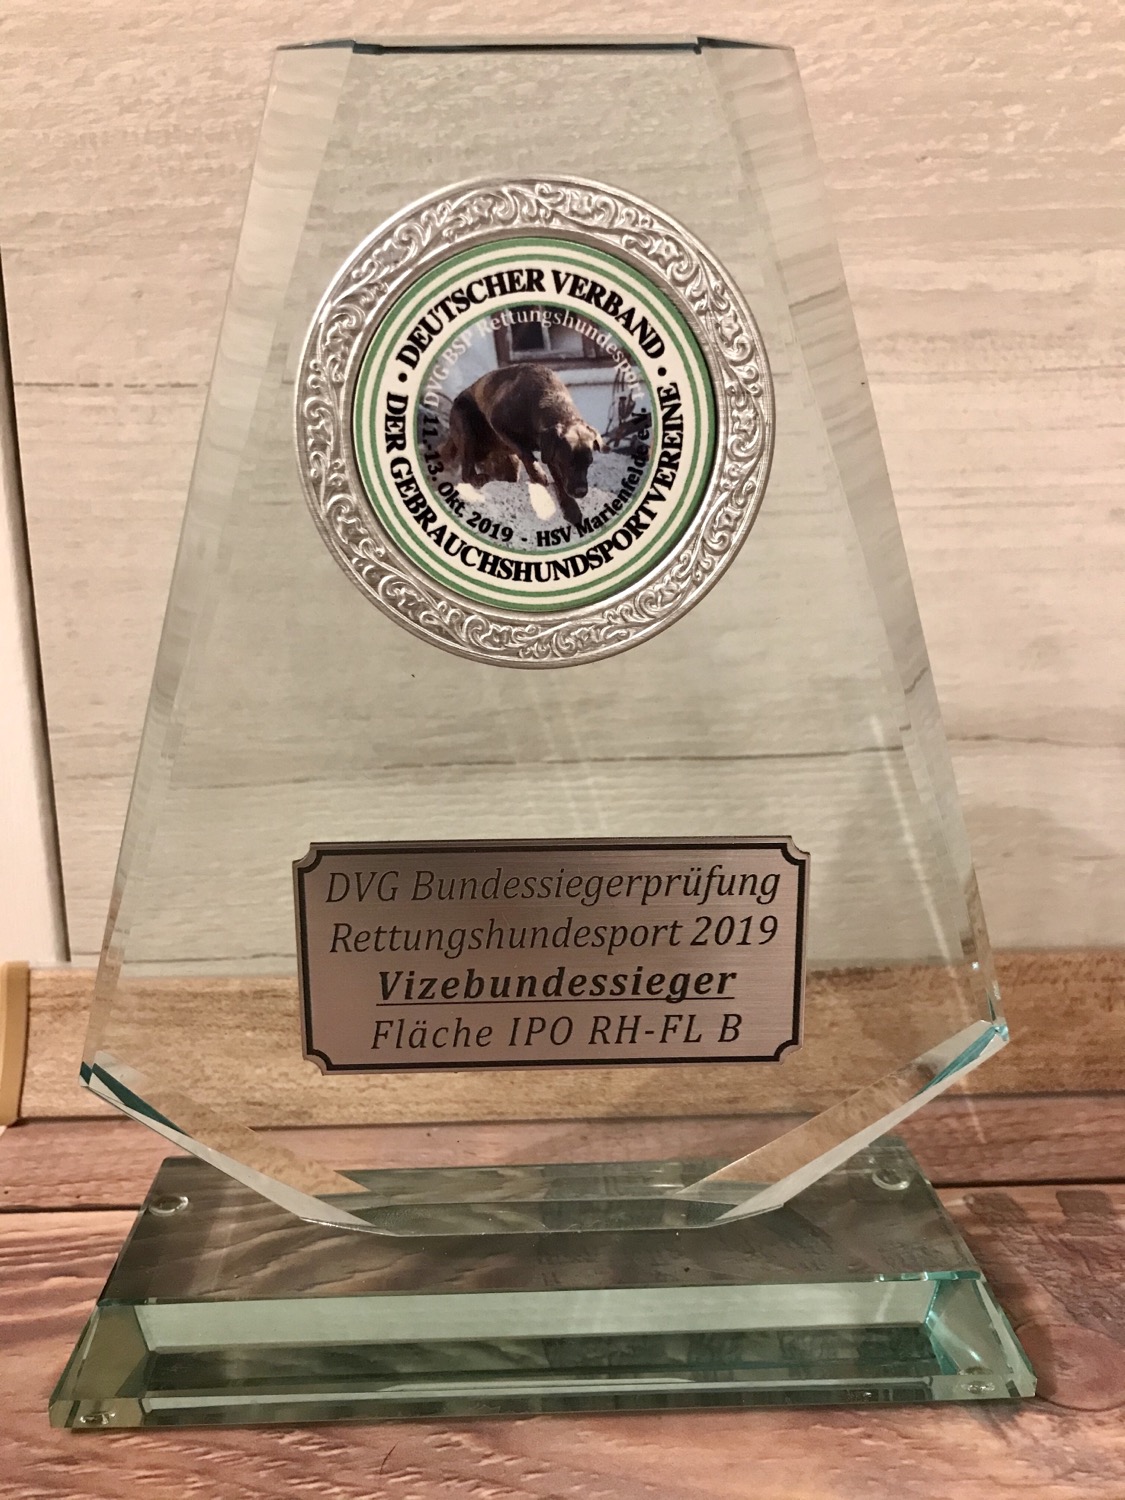 • DEUTSCHER VERBAND •
DER GEBRAUCHSHUNDSPORTVEREINE
DVG BSP Rettungshundesport
11.-13. Okt. 2019 - HSV Marienfelde e.V.
DVG Bundessiegerprüfung
Rettungshundesport 2019
Vizebundessieger
Fläche IPO RH-FL B